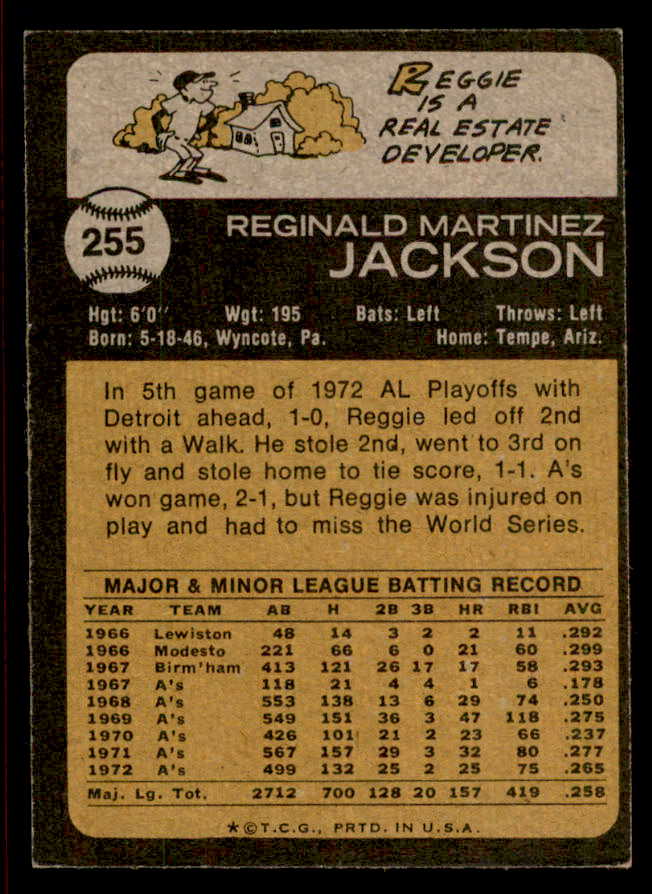 REGGIE
IS A
REAL ESTATE
DEVELOPER.
255
REGINALD MARTINEZ
JACKSON
Hgt: 6'0" Wgt: 195 Bats: Left Throws: Left
Born: 5-18-46, Wyncote, Pa. Home: Tempe, Ariz.
In 5th game of 1972 AL Playoffs with
Detroit ahead, 1-0, Reggie led off 2nd
with a Walk. He stole 2nd, went to 3rd on
fly and stole home to tie score, 1-1. A's
won game, 2-1, but Reggie was injured on
play and had to miss the World Series.
MAJOR & MINOR LEAGUE BATTING RECORD
YEAR TEAM AB H 2B 3B HR RBI AVG
1966 Lewiston 48 14 3 2 2 11 .292
1966 Modesto 221 66 6 0 21 60 .299
1967 Birm'ham 413 121 26 17 17 58 .293
1967 A's 118 21 4 4 1 6 .178
1968 A's 553 138 13 6 29 74 .250
1969 A's 549 151 36 3 47 118 .275
1970 A's 426 101 21 2 23 66 .237
1971 A's 567 157 29 3 32 80 .277
1972 A's 499 132 25 2 25 75 .265
Maj. Lg. Tot. 2712 700 128 20 157 419 .258
★©T.C.G., PRTD. IN U.S.A.